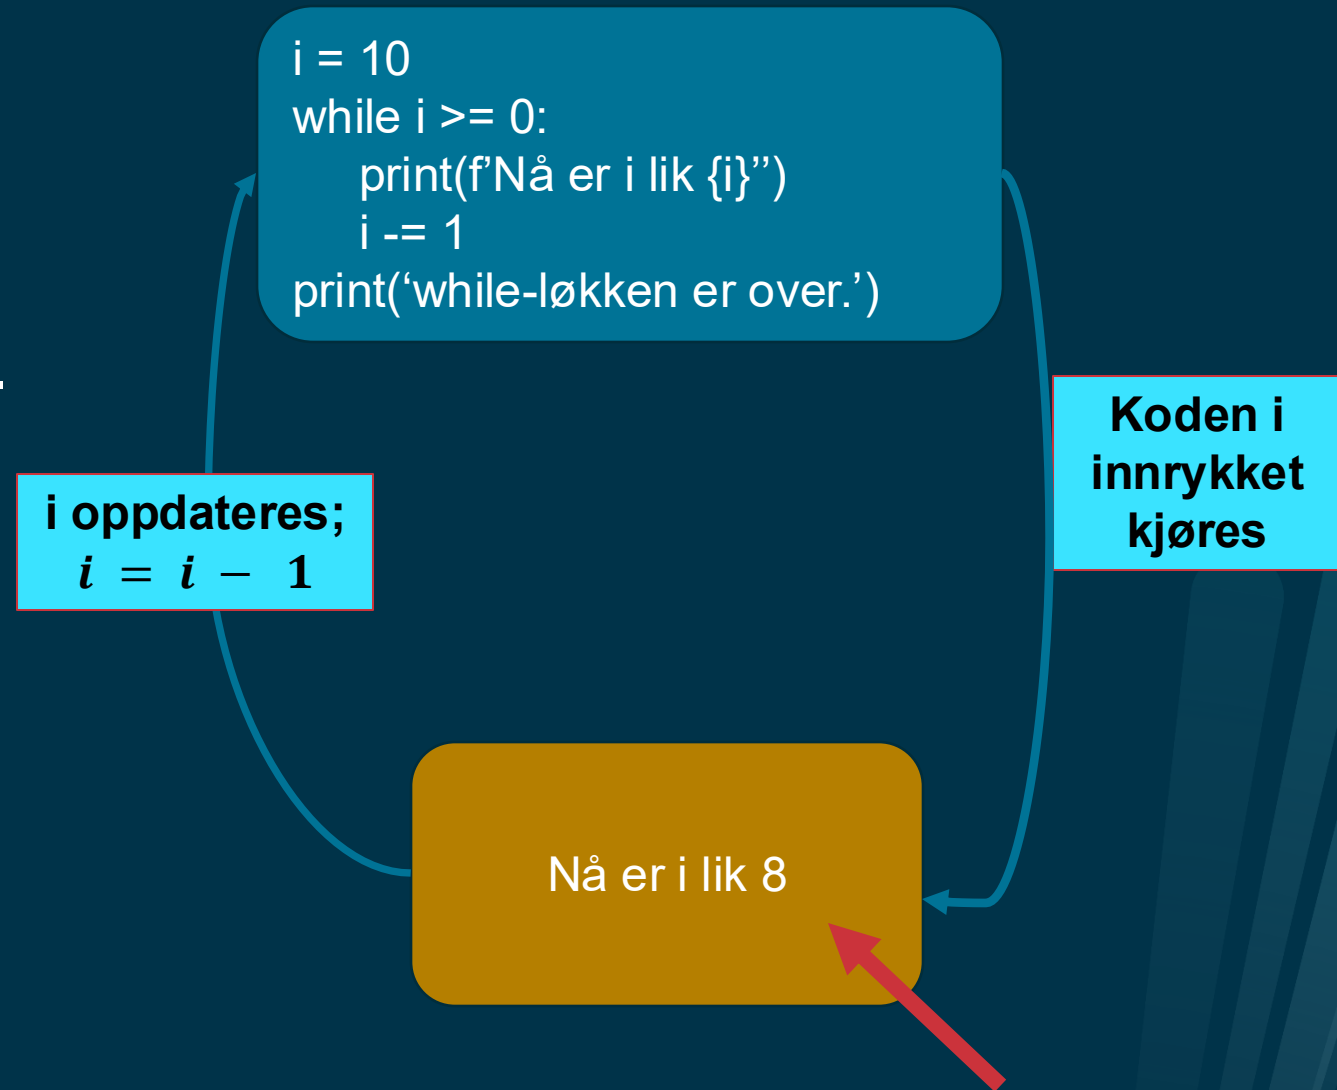 i = 10
while i >= 0:
print(f’Nå er i lik {i}’’)
i -= 1
print(‘while-løkken er over.’)
Koden i
innrykket
kjøres
i oppdateres;
i = i − 1
Nå er i lik 8